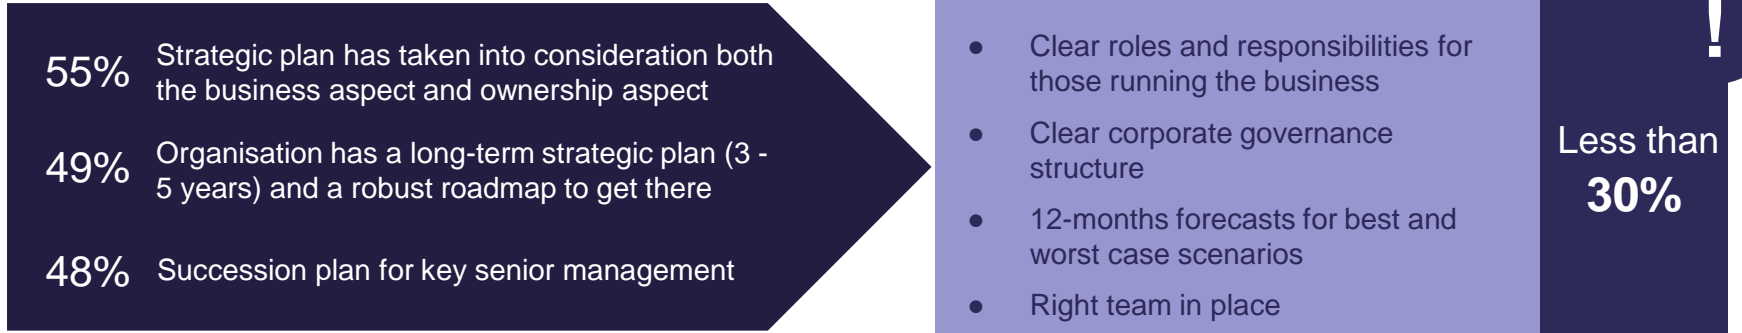 55%
Strategic plan has taken into consideration both
the business aspect and ownership aspect
49%
Organisation has a long-term strategic plan (3 -
5 years) and a robust roadmap to get there
48%
Succession plan for key senior management
● Clear roles and responsibilities for
those running the business
● Clear corporate governance
structure
● 12-months forecasts for best and
worst case scenarios
● Right team in place
!
Less than
30%